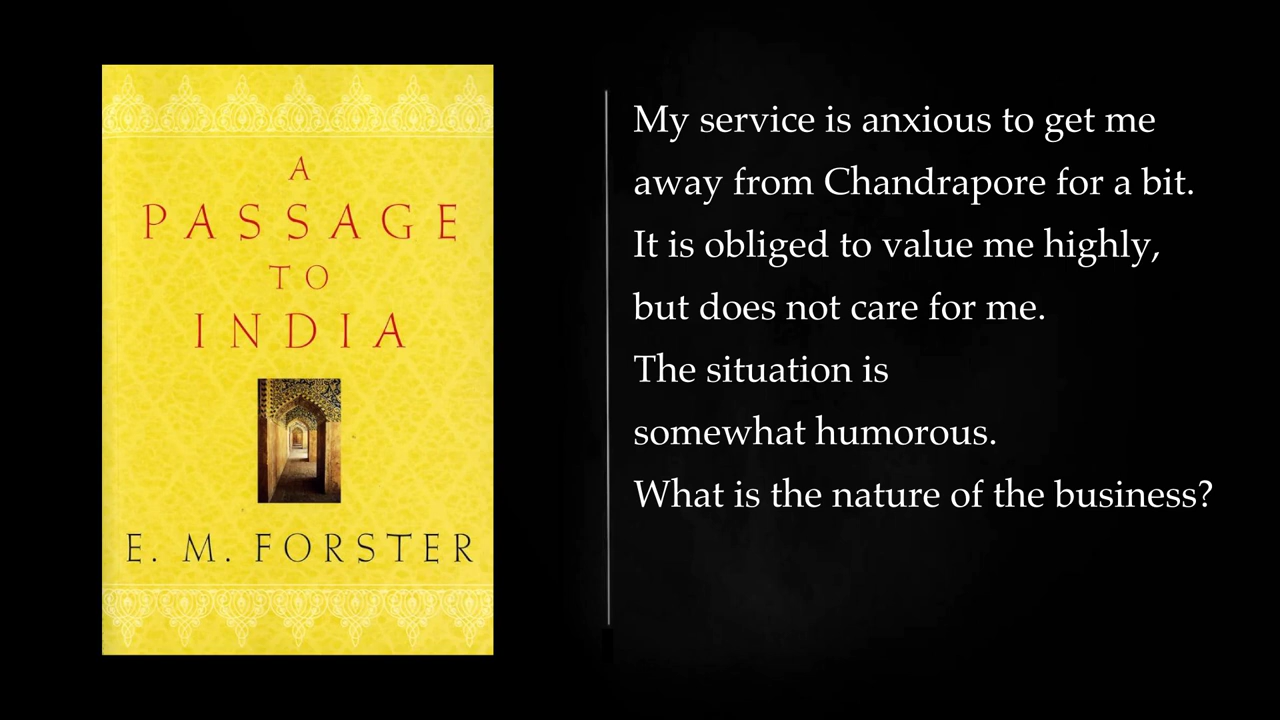 A
PASSAGE
TO
INDIA
E. M. FORSTER
My service is anxious to get me
away from Chandrapore for a bit.
It is obliged to value me highly,
but does not care for me.
The situation is
somewhat humorous.
What is the nature of the business?